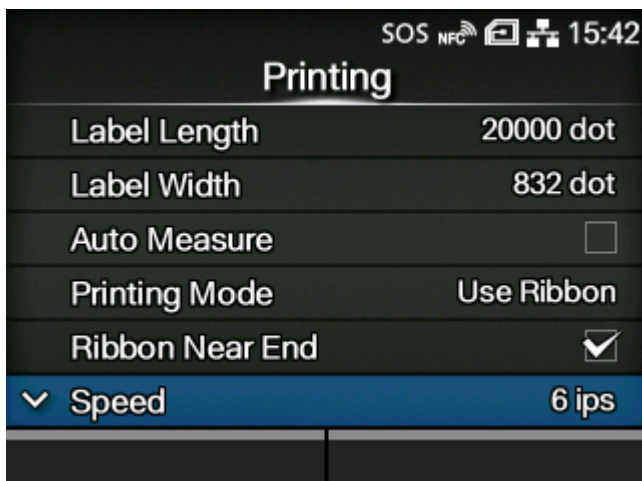 SOS NFC 15:42
Printing
Label Length 20000 dot
Label Width 832 dot
Auto Measure
Printing Mode Use Ribbon
Ribbon Near End
Speed 6 ips